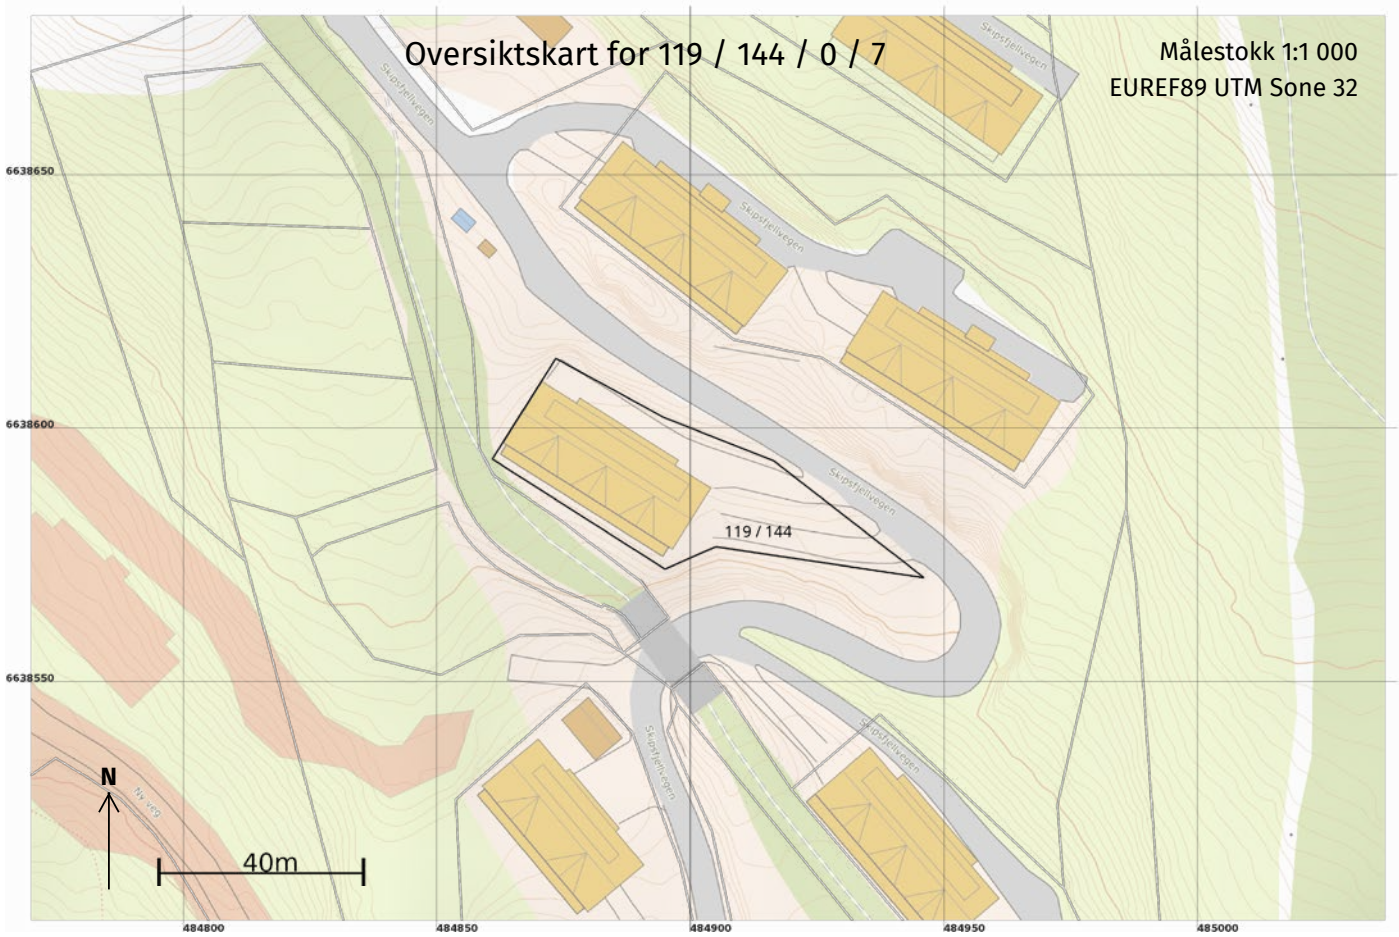 Oversiktskart for 119 / 144 / 0 / 7
Målestokk 1:1 000
EUREF89 UTM Sone 32
Skipsfjellvegen
Skipsfjellvegen
6638650
Skipsfjellvegen
6638600
Skipsfjellvegen
119 / 144
6638550
Skipsfjellvegen
Skipsfjellvegen
N
Ny veg
40m
484800
484850
484900
484950
485000